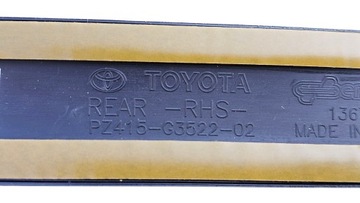 TOYOTA
REAR -RHS-
PZ415-G3522-02
136
MADE IN